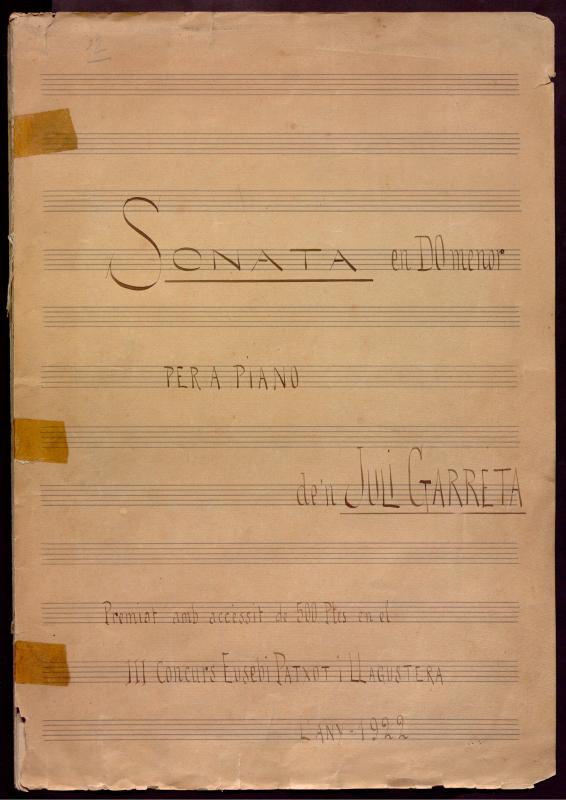 22
SONATA en DO menor
PER A PIANO
de'n JULI GARRETA
Premiat amb accèssit de 500 Ptes en el
III Concurs Eusebi Patxot i Llagustera
L'ANY - 1922